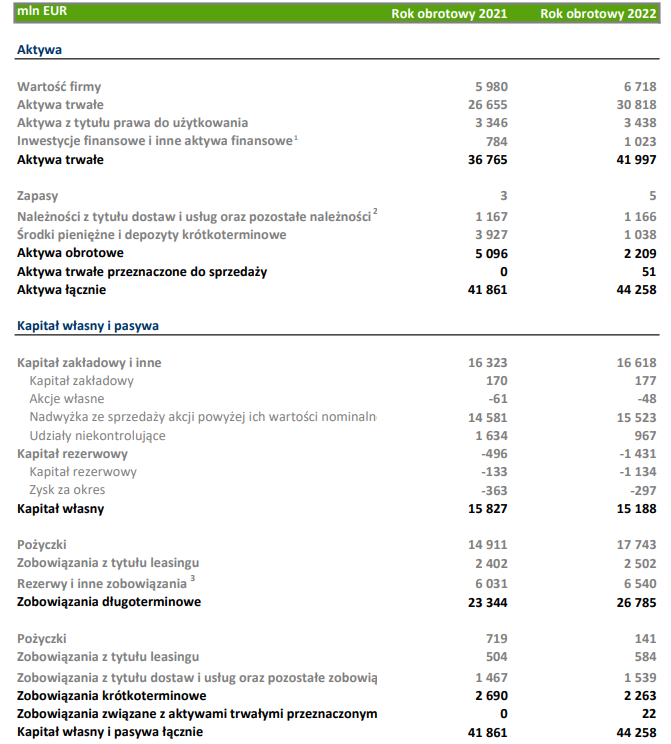 mln EUR Rok obrotowy 2021 Rok obrotowy 2022
Aktywa
Wartość firmy 5 980 6 718
Aktywa trwałe 26 655 30 818
Aktywa z tytułu prawa do użytkowania 3 346 3 438
Inwestycje finansowe i inne aktywa finansowe¹ 784 1 023
Aktywa trwałe 36 765 41 997
Zapasy 3 5
Należności z tytułu dostaw i usług oraz pozostałe należności ² 1 167 1 166
Środki pieniężne i depozyty krótkoterminowe 3 927 1 038
Aktywa obrotowe 5 096 2 209
Aktywa trwałe przeznaczone do sprzedaży 0 51
Aktywa łącznie 41 861 44 258
Kapitał własny i pasywa
Kapitał zakładowy i inne 16 323 16 618
Kapitał zakładowy 170 177
Akcje własne -61 -48
Nadwyżka ze sprzedaży akcji powyżej ich wartości nominaln 14 581 15 523
Udziały niekontrolujące 1 634 967
Kapitał rezerwowy -496 -1 431
Kapitał rezerwowy -133 -1 134
Zysk za okres -363 -297
Kapitał własny 15 827 15 188
Pożyczki 14 911 17 743
Zobowiązania z tytułu leasingu 2 402 2 502
Rezerwy i inne zobowiązania ³ 6 031 6 540
Zobowiązania długoterminowe 23 344 26 785
Pożyczki 719 141
Zobowiązania z tytułu leasingu 504 584
Zobowiązania z tytułu dostaw i usług oraz pozostałe zobowią 1 467 1 539
Zobowiązania krótkoterminowe 2 690 2 263
Zobowiązania związane z aktywami trwałymi przeznaczonym 0 22
Kapitał własny i pasywa łącznie 41 861 44 258